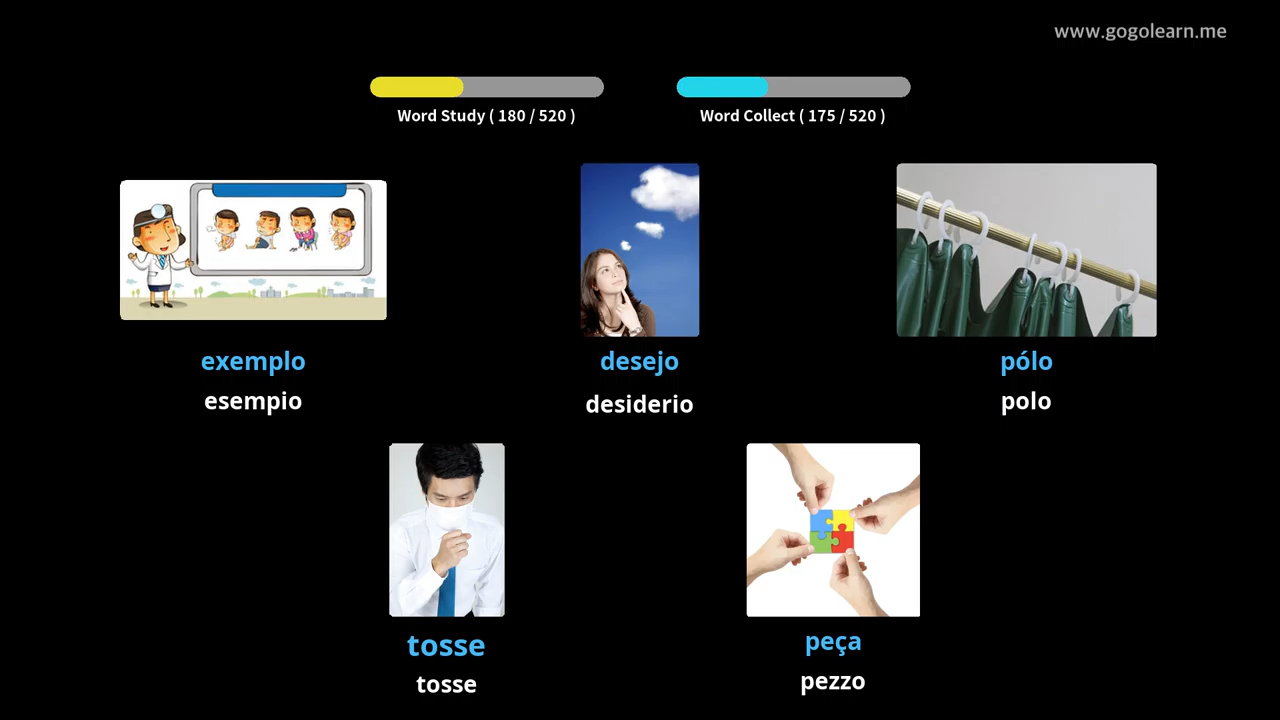 www.gogolearn.me
Word Study ( 180 / 520 )
Word Collect ( 175 / 520 )
exemplo
esempio
desejo
desiderio
pólo
polo
tosse
tosse
peça
pezzo